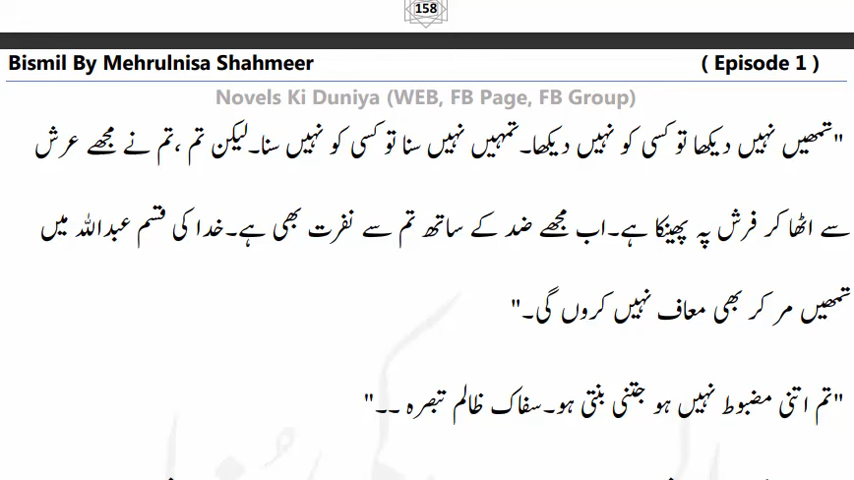 158
Bismil By Mehrulnisa Shahmeer ( Episode 1 )
Novels Ki Duniya (WEB, FB Page, FB Group)
"تمھیں نہیں دیکھا تو کسی کو نہیں دیکھا۔تمہیں نہیں سنا تو کسی کو نہیں سنا۔لیکن تم ،تم نے مجھے عرش
سے اٹھا کر فرش پہ پھینکا ہے۔اب مجھے ضد کے ساتھ تم سے نفرت بھی ہے۔خدا کی قسم عبداللہ میں
تمھیں مر کر بھی معاف نہیں کروں گی۔"
"تم اتنی مضبوط نہیں ہو جتنی بنتی ہو۔سفاک ظالم تبصرہ ۔۔"